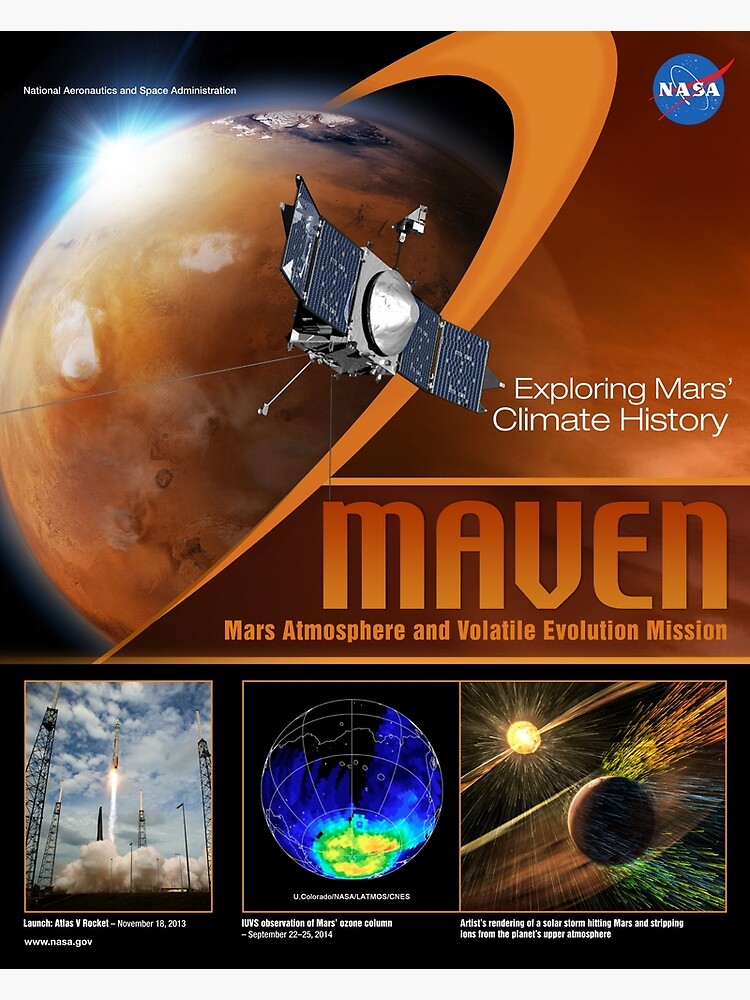 National Aeronautics and Space Administration
NASA
Exploring Mars’
Climate History
MAVEN
Mars Atmosphere and Volatile Evolution Mission
U.Colorado/NASA/LATMOS/CNES
Launch: Atlas V Rocket – November 18, 2013
IUVS observation of Mars’ ozone column
– September 22–25, 2014
Artist’s rendering of a solar storm hitting Mars and stripping
ions from the planet’s upper atmosphere
www.nasa.gov